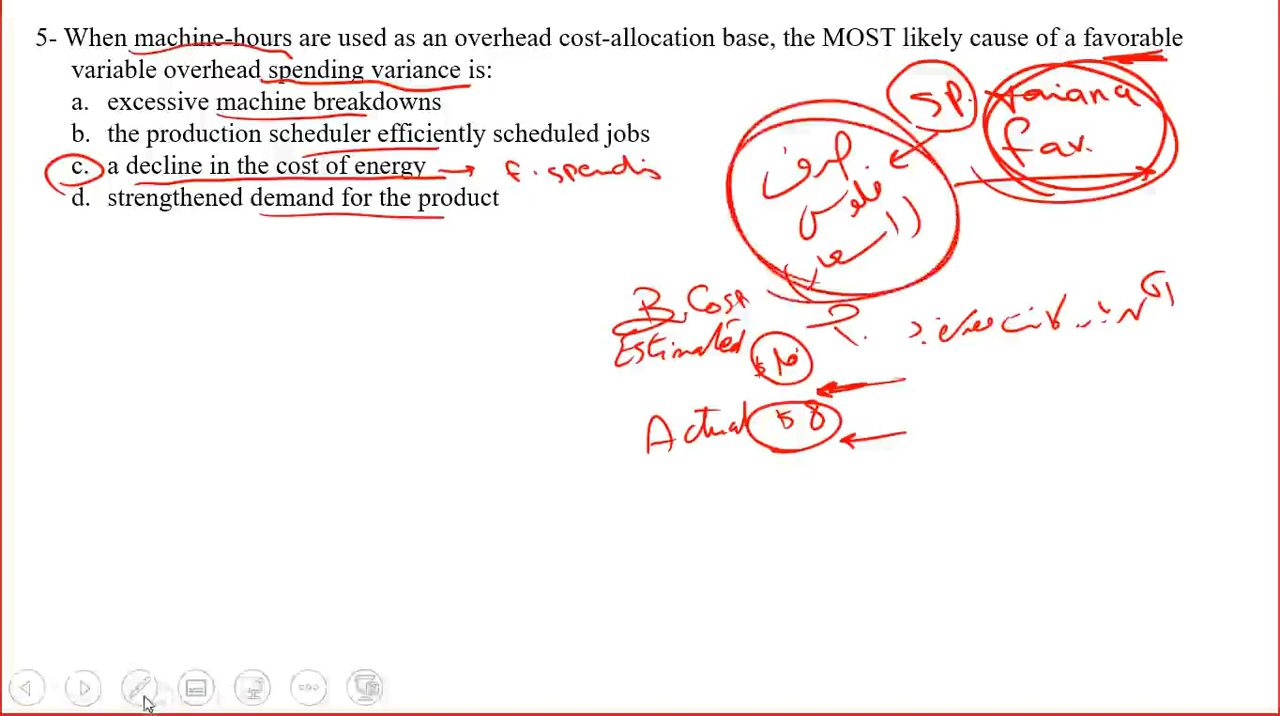 5- When machine-hours are used as an overhead cost-allocation base, the MOST likely cause of a favorable
variable overhead spending variance is:
a. excessive machine breakdowns
b. the production scheduler efficiently scheduled jobs
c. a decline in the cost of energy → F. spending
d. strengthened demand for the product
SP. variance
fav.
فلوس
B. Cost
Estimated
Actual